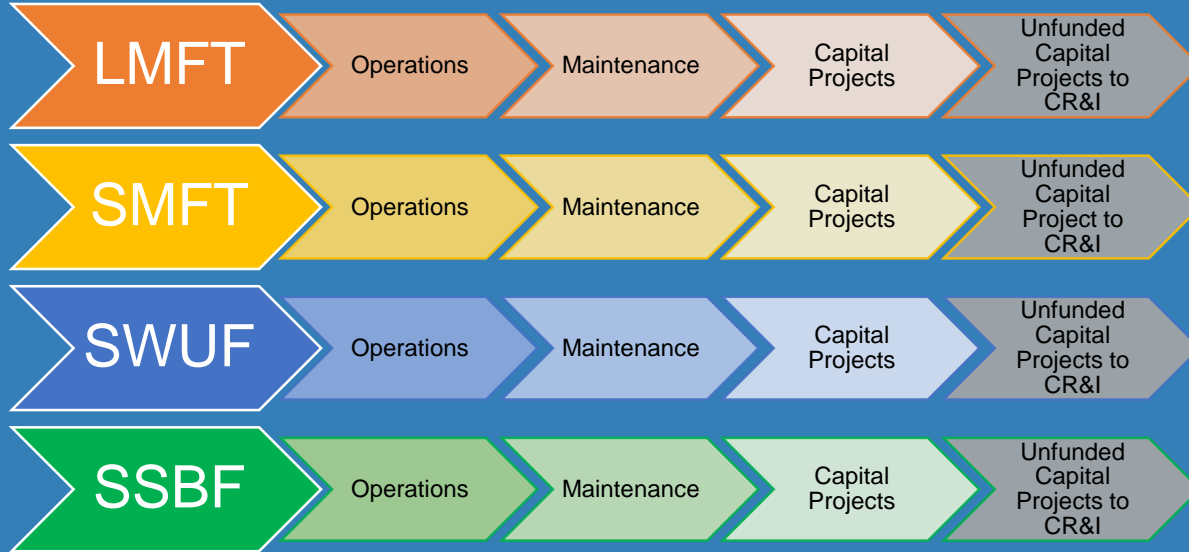 LMFT
Operations
Maintenance
Capital
Projects
Unfunded
Capital
Projects to
CR&I
SMFT
Operations
Maintenance
Capital
Projects
Unfunded
Capital
Project to
CR&I
SWUF
Operations
Maintenance
Capital
Projects
Unfunded
Capital
Projects to
CR&I
SSBF
Operations
Maintenance
Capital
Projects
Unfunded
Capital
Projects to
CR&I